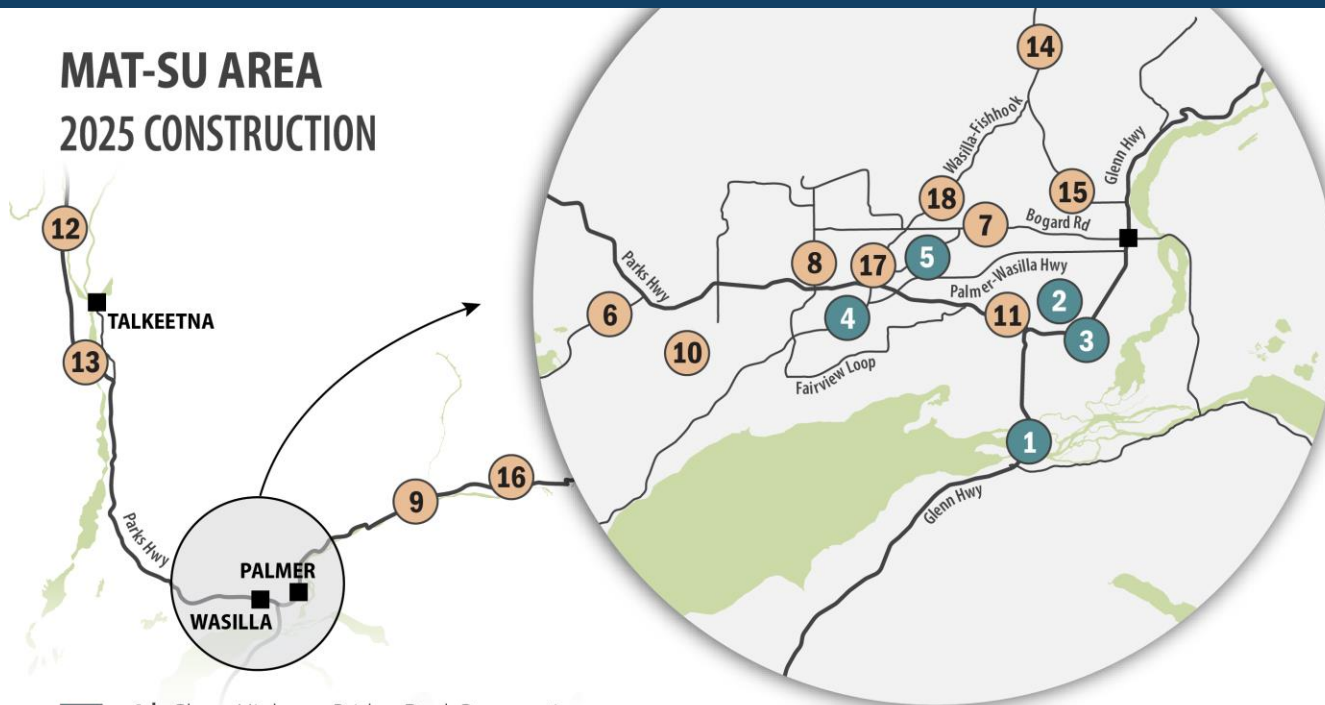 MAT-SU AREA
2025 CONSTRUCTION
12
TALKEETNA
13
Parks Hwy
PALMER
WASILLA
9
16
14
Wasilla-Fishhook
Glenn Hwy
15
18
7
Bogard Rd
5
8
17
Parks Hwy
Palmer-Wasilla Hwy
6
4
11
2
3
10
Fairview Loop
1
Glenn Hwy